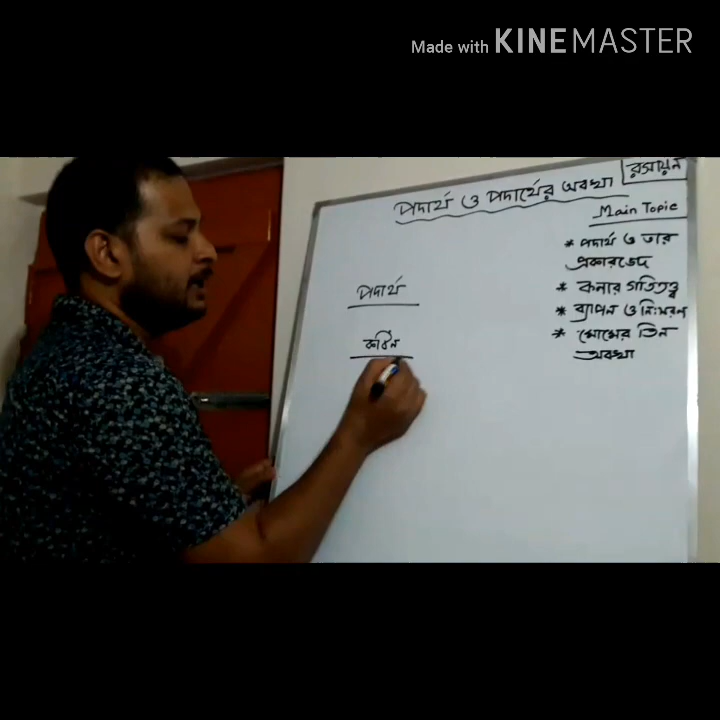 Made with KINEMASTER
রসায়ন
পদার্থ ও পদার্থের অবস্থা
Main Topic
* পদার্থ ও তার
প্রকারভেদ
* কনার গতিতত্ত্ব
* ব্যাপন ও নিঃসরন
* মোমের তিন
অবস্থা
পদার্থ
কঠিন